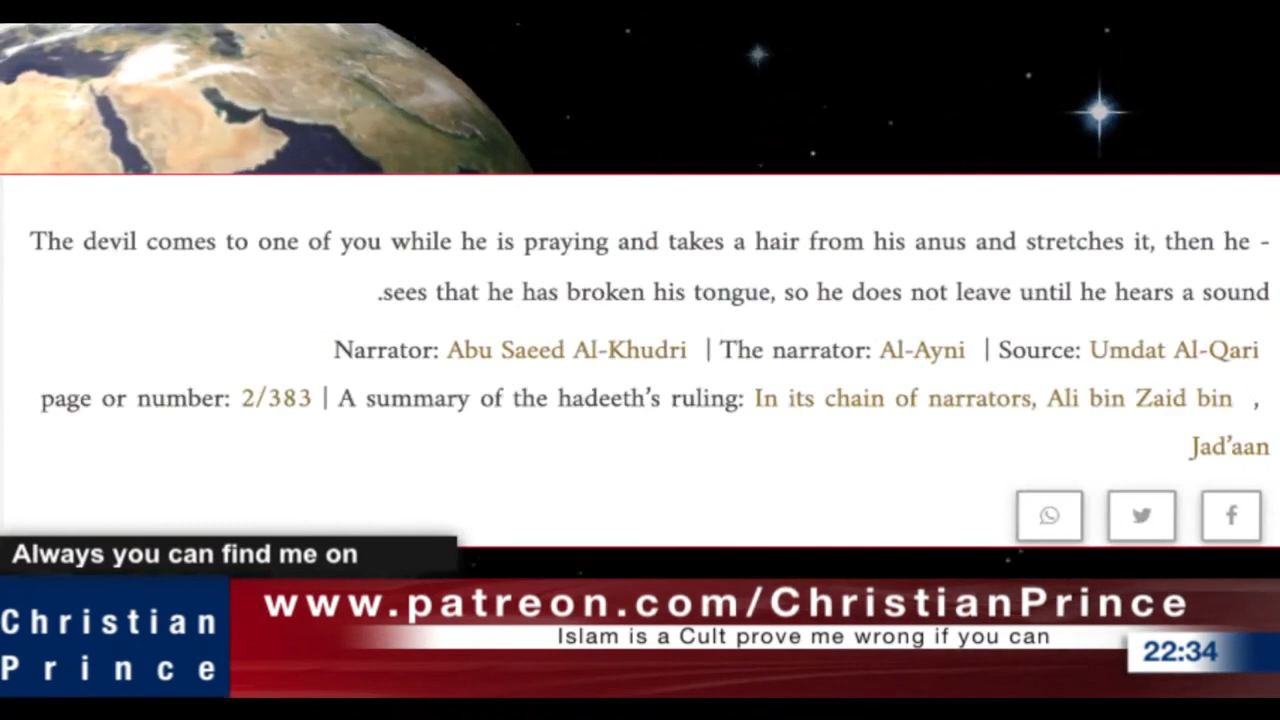 The devil comes to one of you while he is praying and takes a hair from his anus and stretches it, then he -
.sees that he has broken his tongue, so he does not leave until he hears a sound
Narrator: Abu Saeed Al-Khudri | The narrator: Al-Ayni | Source: Umdat Al-Qari
page or number: 2/383 | A summary of the hadeeth's ruling: In its chain of narrators, Ali bin Zaid bin ,
Jad'aan
Always you can find me on
Christian
Prince
www.patreon.com/ChristianPrince
Islam is a Cult prove me wrong if you can
22:34